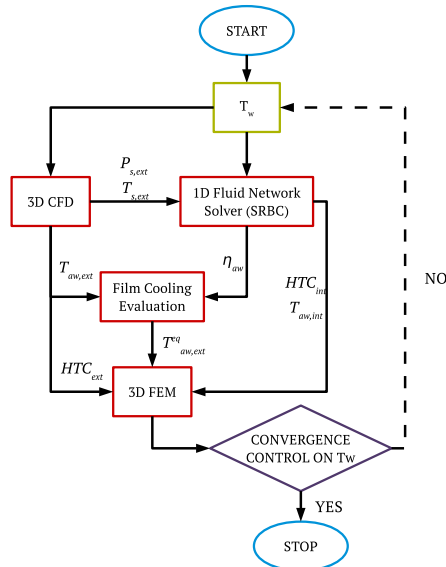 START
T_w
P_s,ext
T_s,ext
3D CFD
1D Fluid Network
Solver (SRBC)
T_aw,ext
η_aw
Film Cooling
Evaluation
HTC_int
T_aw,int
NO
T^eq_aw,ext
HTC_ext
3D FEM
CONVERGENCE
CONTROL ON Tw
YES
STOP